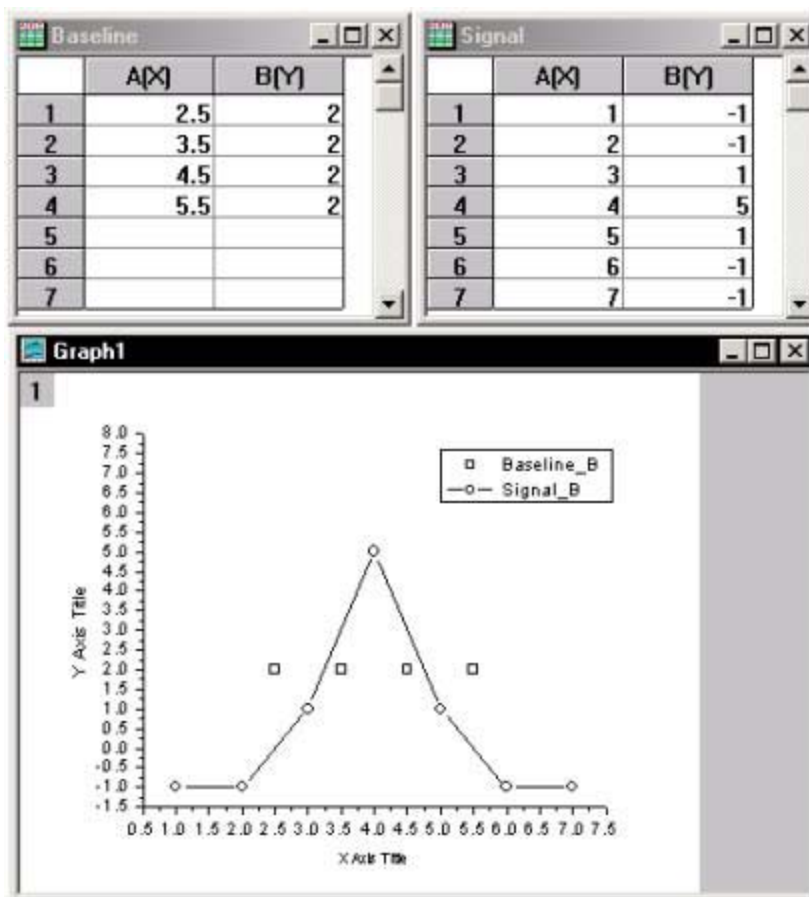 Baseline
A(X) B(Y)
1 2.5 2
2 3.5 2
3 4.5 2
4 5.5 2
5
6
7
Signal
A(X) B(Y)
1 1 -1
2 2 -1
3 3 1
4 4 5
5 5 1
6 6 -1
7 7 -1
Graph1
1
8.0
7.5
7.0
6.5
6.0
5.5
5.0
4.5
4.0
3.5
3.0
2.5
2.0
1.5
1.0
0.5
0.0
-0.5
-1.0
-1.5
Y Axis Title
Baseline_B
Signal_B
0.5 1.0 1.5 2.0 2.5 3.0 3.5 4.0 4.5 5.0 5.5 6.0 6.5 7.0 7.5
X Axis Title